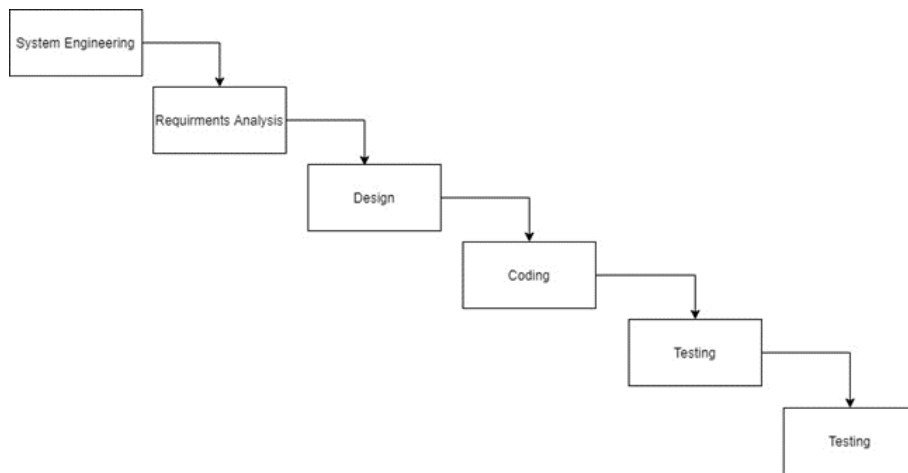 System Engineering
Requirments Analysis
Design
Coding
Testing
Testing